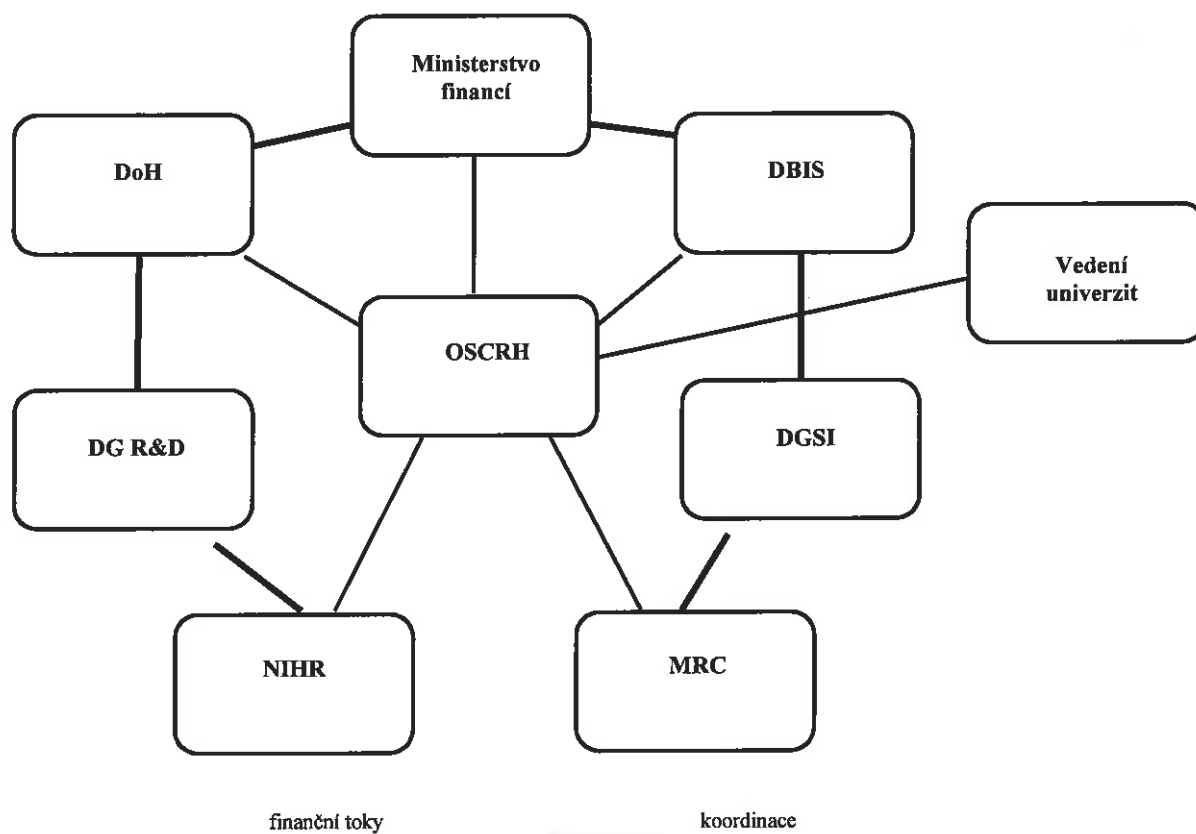 Ministerstvo
financí
DoH
DBIS
Vedení
univerzit
OSCRH
DG R&D
DGSI
NIHR
MRC
finanční toky
koordinace